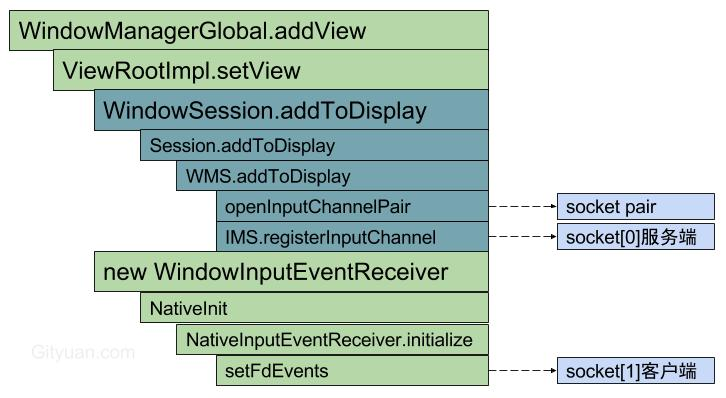 WindowManagerGlobal.addView
ViewRootImpl.setView
WindowSession.addToDisplay
Session.addToDisplay
WMS.addToDisplay
openInputChannelPair
socket pair
IMS.registerInputChannel
socket[0]服务端
new WindowInputEventReceiver
NativeInit
NativeInputEventReceiver.initialize
Gityuan.com
setFdEvents
socket[1]客户端